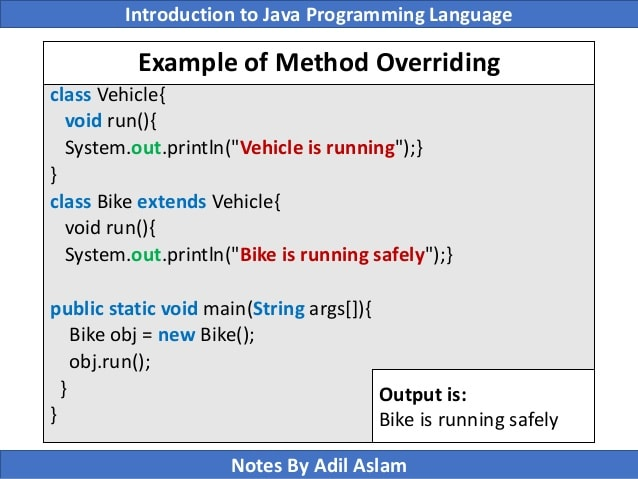 Introduction to Java Programming Language
Example of Method Overriding
class Vehicle{
void run(){
System.out.println("Vehicle is running");}
}
class Bike extends Vehicle{
void run(){
System.out.println("Bike is running safely");}
public static void main(String args[]){
Bike obj = new Bike();
obj.run();
}
}
Output is:
Bike is running safely
Notes By Adil Aslam